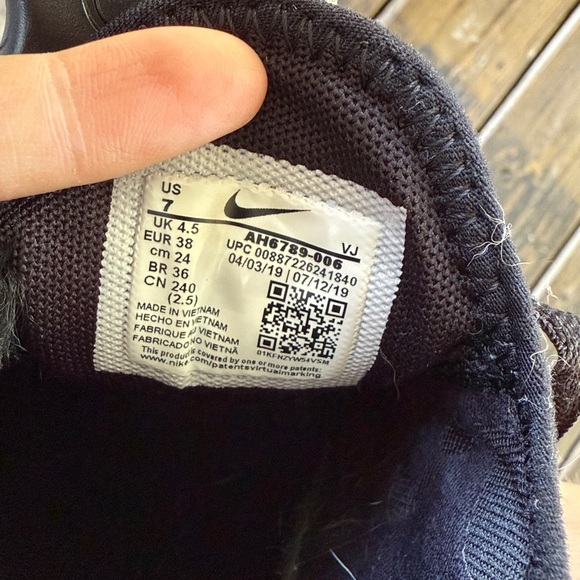 US
7
UK 4.5
EUR 38
cm 24
BR 36
CN 240
(2.5)
VJ
AH6789-006
UPC 00887226241840
04/03/19 | 07/12/19
MADE IN VIETNAM
HECHO EN VIETNAM
FABRIQUE AU VIETNAM
FABRICADO NO VIETNÃ
This product is covered by one or more patents:
www.nike.com/patentsvirtualmarking